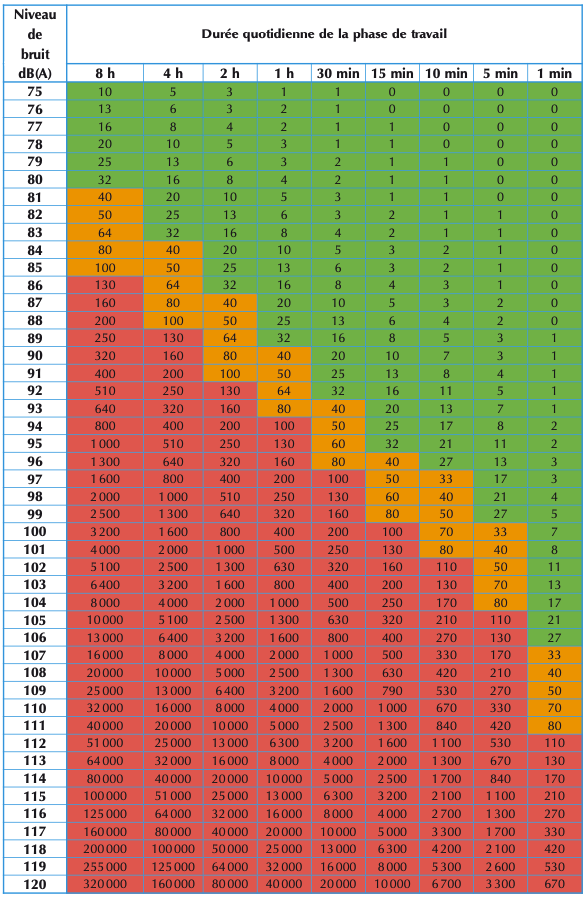 Niveau
de
bruit
dB(A)
Durée quotidienne de la phase de travail
8 h 4 h 2 h 1 h 30 min 15 min 10 min 5 min 1 min
75 10 5 3 1 1 0 0 0 0
76 13 6 3 2 1 0 0 0 0
77 16 8 4 2 1 1 0 0 0
78 20 10 5 3 1 1 0 0 0
79 25 13 6 3 2 1 1 0 0
80 32 16 8 4 2 1 1 0 0
81 40 20 10 5 3 1 1 0 0
82 50 25 13 6 3 2 1 1 0
83 64 32 16 8 4 2 1 1 0
84 80 40 20 10 5 3 2 1 0
85 100 50 25 13 6 3 2 1 0
86 130 64 32 16 8 4 3 1 0
87 160 80 40 20 10 5 3 2 0
88 200 100 50 25 13 6 4 2 0
89 250 130 64 32 16 8 5 3 1
90 320 160 80 40 20 10 7 3 1
91 400 200 100 50 25 13 8 4 1
92 510 250 130 64 32 16 11 5 1
93 640 320 160 80 40 20 13 7 1
94 800 400 200 100 50 25 17 8 2
95 1 000 510 250 130 60 32 21 11 2
96 1 300 640 320 160 80 40 27 13 3
97 1 600 800 400 200 100 50 33 17 3
98 2 000 1 000 510 250 130 60 40 21 4
99 2 500 1 300 640 320 160 80 50 27 5
100 3 200 1 600 800 400 200 100 70 33 7
101 4 000 2 000 1 000 500 250 130 80 40 8
102 5 100 2 500 1 300 630 320 160 110 50 11
103 6 400 3 200 1 600 800 400 200 130 70 13
104 8 000 4 000 2 000 1 000 500 250 170 80 17
105 10 000 5 100 2 500 1 300 630 320 210 110 21
106 13 000 6 400 3 200 1 600 800 400 270 130 27
107 16 000 8 000 4 000 2 000 1 000 500 330 170 33
108 20 000 10 000 5 000 2 500 1 300 630 420 210 40
109 25 000 13 000 6 400 3 200 1 600 790 530 270 50
110 32 000 16 000 8 000 4 000 2 000 1 000 670 330 70
111 40 000 20 000 10 000 5 000 2 500 1 300 840 420 80
112 51 000 25 000 13 000 6 300 3 200 1 600 1 100 530 110
113 64 000 32 000 16 000 8 000 4 000 2 000 1 300 670 130
114 80 000 40 000 20 000 10 000 5 000 2 500 1 700 840 170
115 100 000 51 000 25 000 13 000 6 300 3 200 2 100 1 100 210
116 125 000 64 000 32 000 16 000 8 000 4 000 2 700 1 300 270
117 160 000 80 000 40 000 20 000 10 000 5 000 3 300 1 700 330
118 200 000 100 000 50 000 25 000 13 000 6 300 4 200 2 100 420
119 255 000 125 000 64 000 32 000 16 000 8 000 5 300 2 600 530
120 320 000 160 000 80 000 40 000 20 000 10 000 6 700 3 300 670